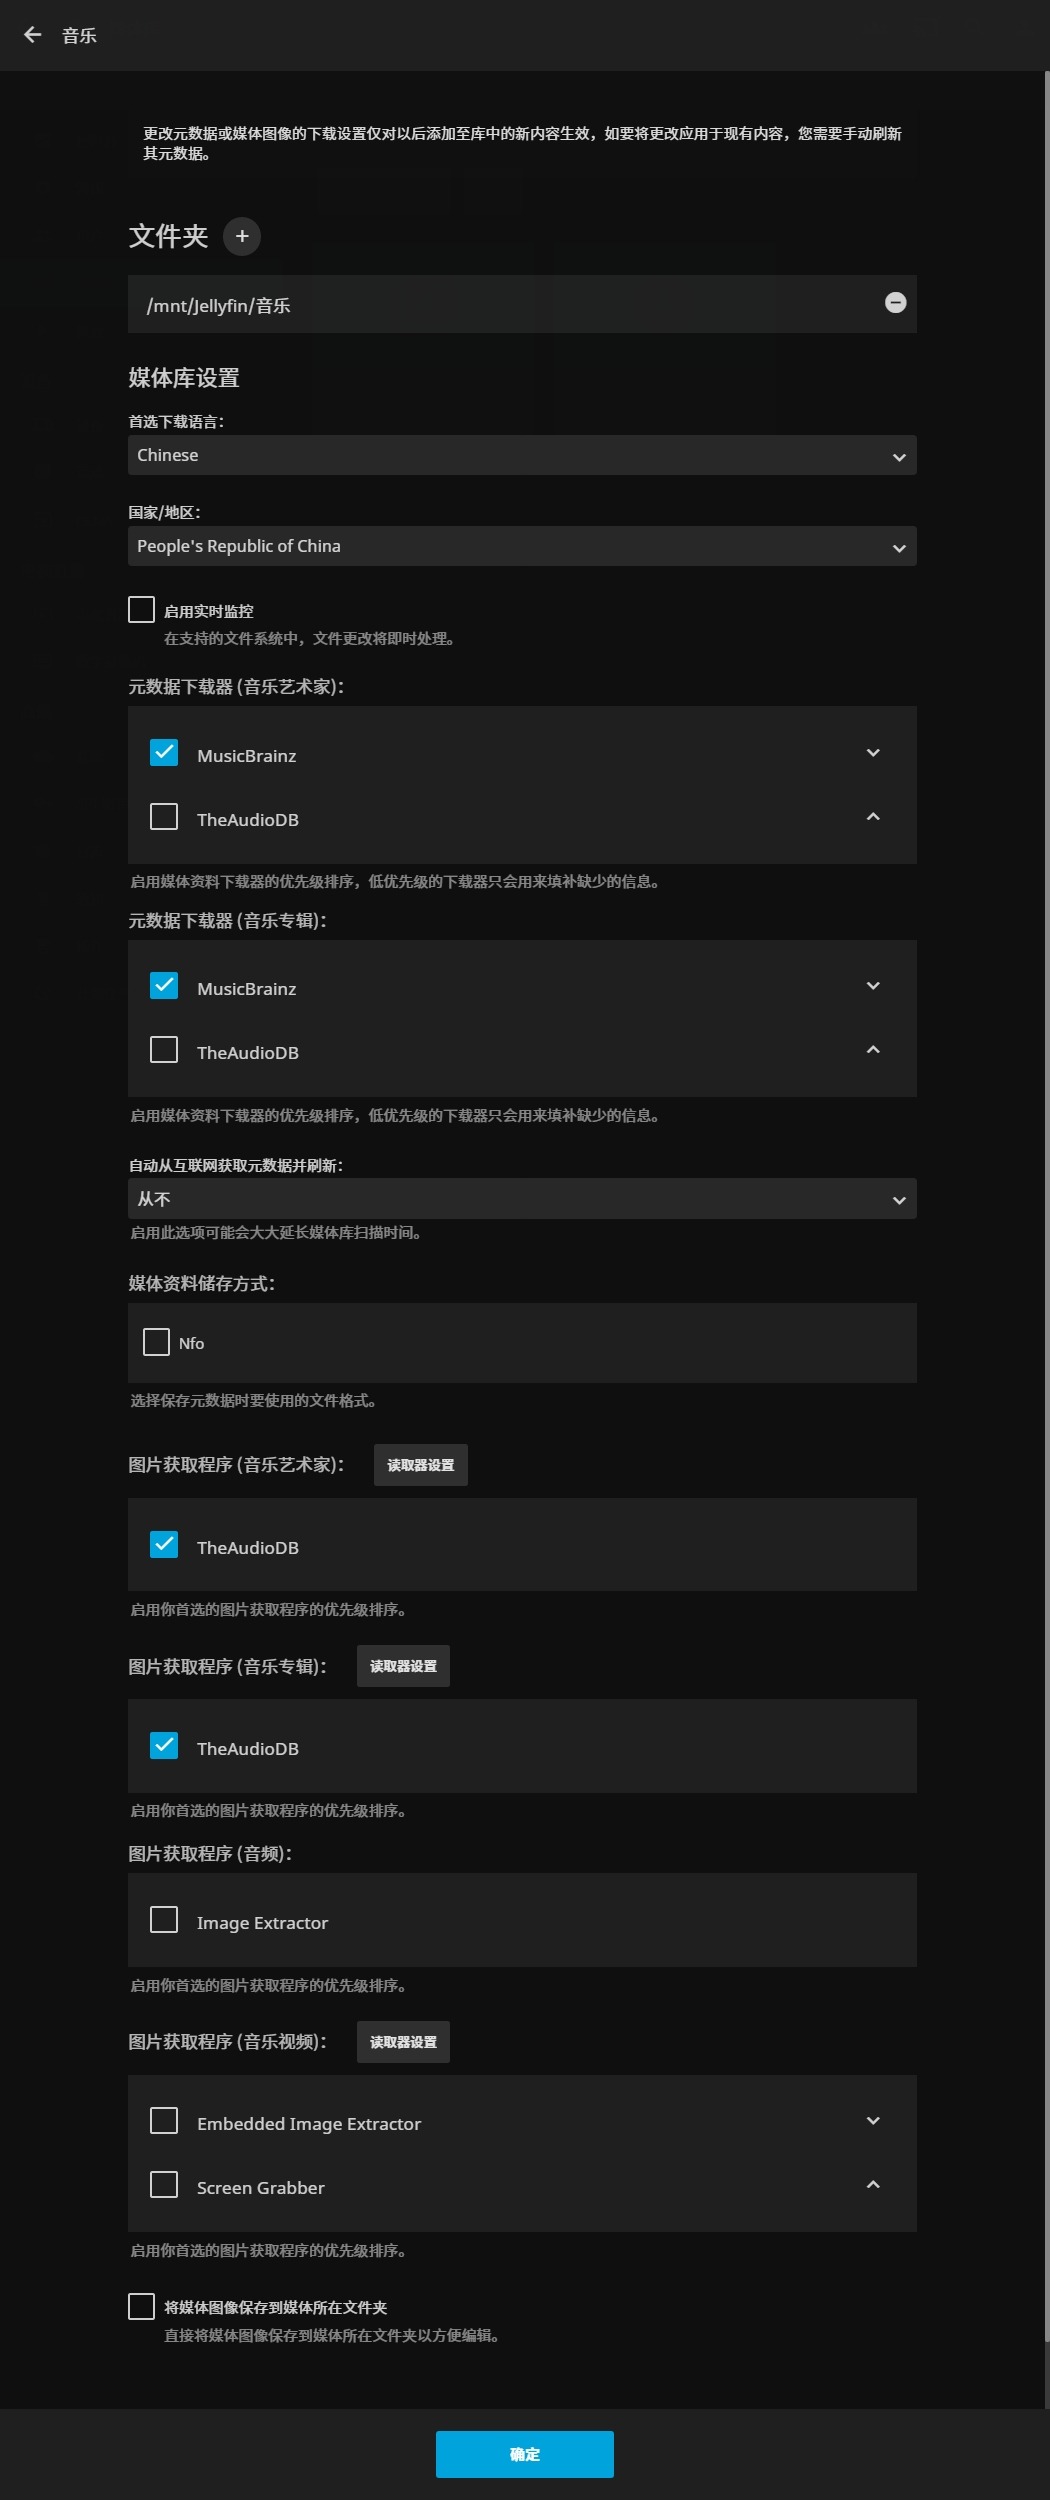 音乐
更改元数据或媒体图像的下载设置仅对以后添加至库中的新内容生效，如要将更改应用于现有内容，您需要手动刷新
其元数据。
文件夹
/mnt/Jellyfin/音乐
媒体库设置
首选下载语言：
Chinese
国家/地区：
People's Republic of China
启用实时监控
在支持的文件系统中，文件更改将即时处理。
元数据下载器 (音乐艺术家)：
MusicBrainz
TheAudioDB
启用媒体资料下载器的优先级排序，低优先级的下载器只会用来填补缺少的信息。
元数据下载器 (音乐专辑)：
MusicBrainz
TheAudioDB
启用媒体资料下载器的优先级排序，低优先级的下载器只会用来填补缺少的信息。
自动从互联网获取元数据并刷新：
从不
启用此选项可能会大大延长媒体库扫描时间。
媒体资料储存方式：
Nfo
选择保存元数据时要使用的文件格式。
图片获取程序 (音乐艺术家)： 读取器设置
TheAudioDB
启用你首选的图片获取程序的优先级排序。
图片获取程序 (音乐专辑)： 读取器设置
TheAudioDB
启用你首选的图片获取程序的优先级排序。
图片获取程序 (音频)：
Image Extractor
启用你首选的图片获取程序的优先级排序。
图片获取程序 (音乐视频)： 读取器设置
Embedded Image Extractor
Screen Grabber
启用你首选的图片获取程序的优先级排序。
将媒体图像保存到媒体所在文件夹
直接将媒体图像保存到媒体所在文件夹以方便编辑。
确定